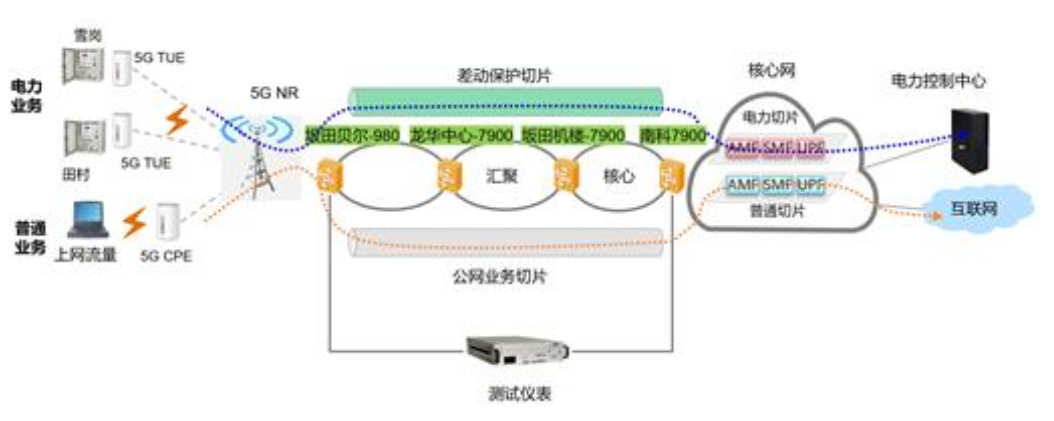 雪岗
5G TUE
电力
业务
5G TUE
田村
普通
业务
上网流量
5G CPE
5G NR
差动保护切片
坂田贝尔-980
龙华中心-7900
坂田机楼-7900
南科7900
汇聚
核心
公网业务切片
测试仪表
核心网
电力切片
AMF SMF UPF
AMF SMF UPF
普通切片
电力控制中心
互联网